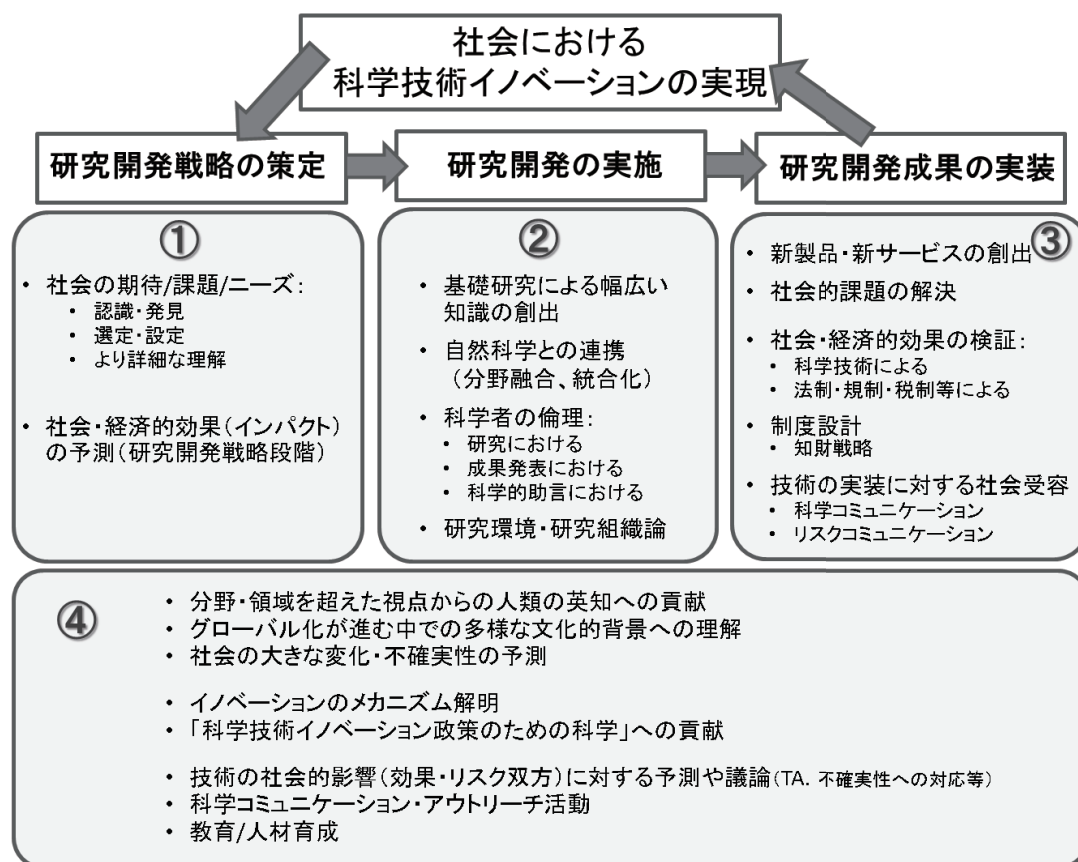 社会における
科学技術イノベーションの実現
研究開発戦略の策定
研究開発の実施
研究開発成果の実装
①
・ 社会の期待/課題/ニーズ:
・ 認識・発見
・ 選定・設定
・ より詳細な理解
・ 社会・経済的効果(インパクト)
の予測(研究開発戦略段階)
②
・ 基礎研究による幅広い
知識の創出
・ 自然科学との連携
(分野融合、統合化)
・ 科学者の倫理:
・ 研究における
・ 成果発表における
・ 科学的助言における
・ 研究環境・研究組織論
③
・ 新製品・新サービスの創出
・ 社会的課題の解決
・ 社会・経済的効果の検証:
・ 科学技術による
・ 法制・規制・税制等による
・ 制度設計
・ 知財戦略
・ 技術の実装に対する社会受容
・ 科学コミュニケーション
・ リスクコミュニケーション
④
・ 分野・領域を超えた視点からの人類の英知への貢献
・ グローバル化が進む中での多様な文化的背景への理解
・ 社会の大きな変化・不確実性の予測
・ イノベーションのメカニズム解明
・ 「科学技術イノベーション政策のための科学」への貢献
・ 技術の社会的影響(効果・リスク双方)に対する予測や議論(TA. 不確実性への対応等)
・ 科学コミュニケーション・アウトリーチ活動
・ 教育/人材育成